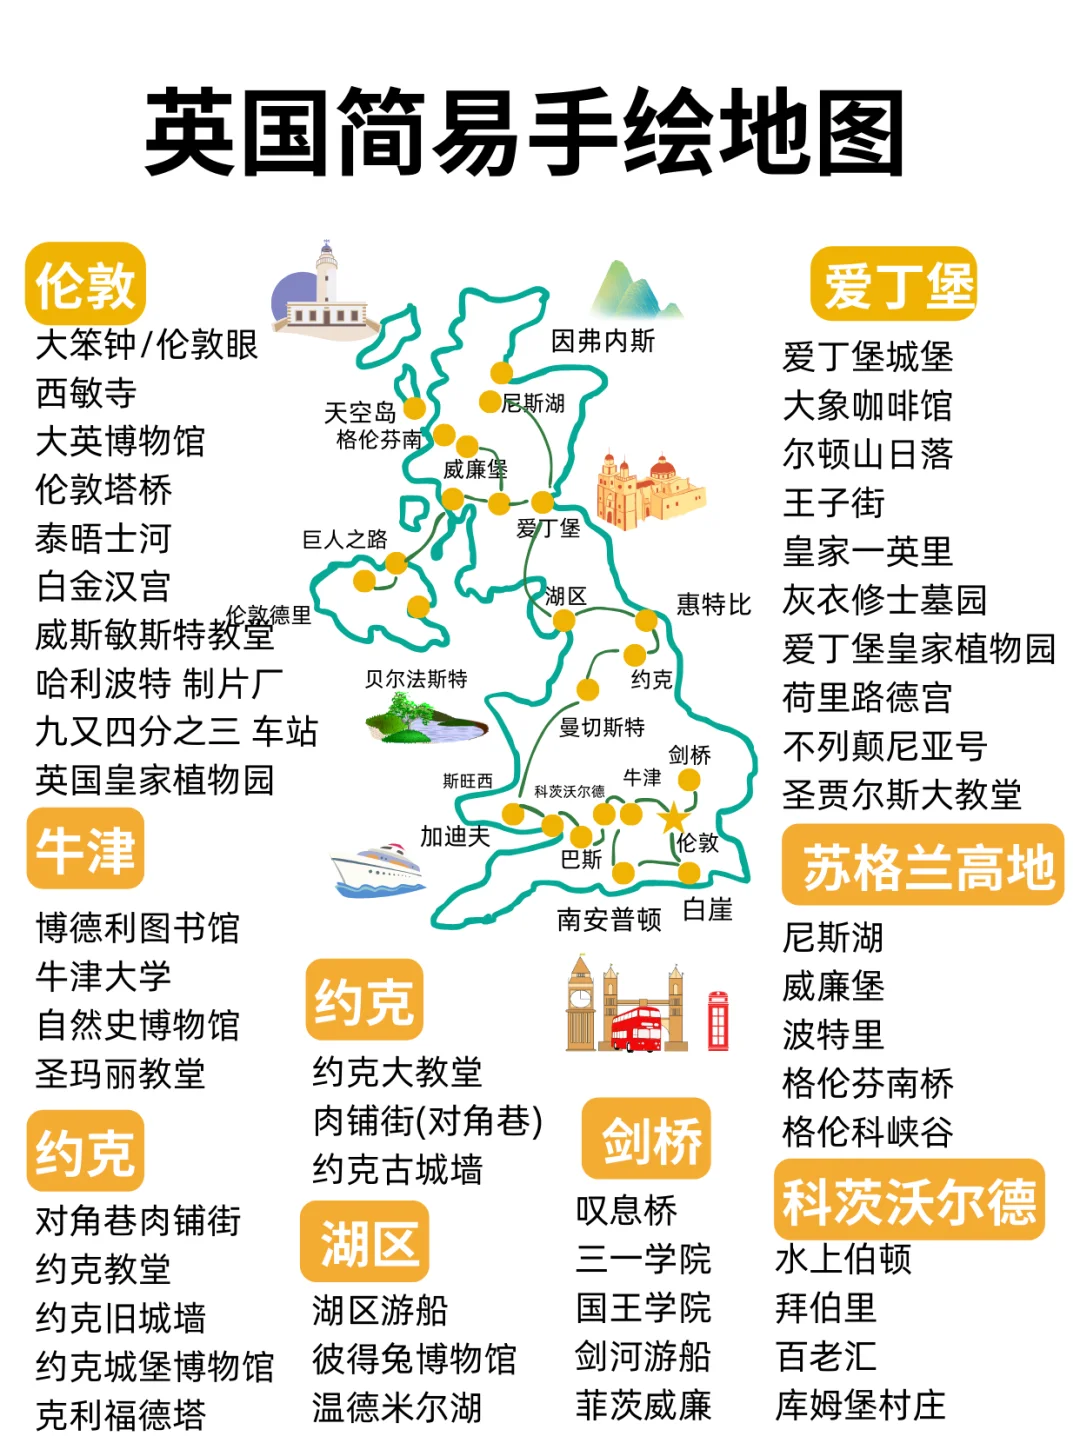 英国简易手绘地图
伦敦
大笨钟/伦敦眼
西敏寺
大英博物馆
伦敦塔桥
泰晤士河
白金汉宫
威斯敏斯特教堂
哈利波特 制片厂
九又四分之三 车站
英国皇家植物园
牛津
博德利图书馆
牛津大学
自然史博物馆
圣玛丽教堂
约克
对角巷肉铺街
约克教堂
约克旧城墙
约克城堡博物馆
克利福德塔
因弗内斯
尼斯湖
天空岛
格伦芬南
威廉堡
爱丁堡
巨人之路
伦敦德里
湖区
惠特比
贝尔法斯特
约克
曼切斯特
剑桥
斯旺西
科茨沃尔德
牛津
加迪夫
巴斯
伦敦
南安普顿
白崖
约克
约克大教堂
肉铺街(对角巷)
约克古城墙
湖区
湖区游船
彼得兔博物馆
温德米尔湖
剑桥
叹息桥
三一学院
国王学院
剑河游船
菲茨威廉
爱丁堡
爱丁堡城堡
大象咖啡馆
尔顿山日落
王子街
皇家一英里
灰衣修士墓园
爱丁堡皇家植物园
荷里路德宫
不列颠尼亚号
圣贾尔斯大教堂
苏格兰高地
尼斯湖
威廉堡
波特里
格伦芬南桥
格伦科峡谷
科茨沃尔德
水上伯顿
拜伯里
百老汇
库姆堡村庄